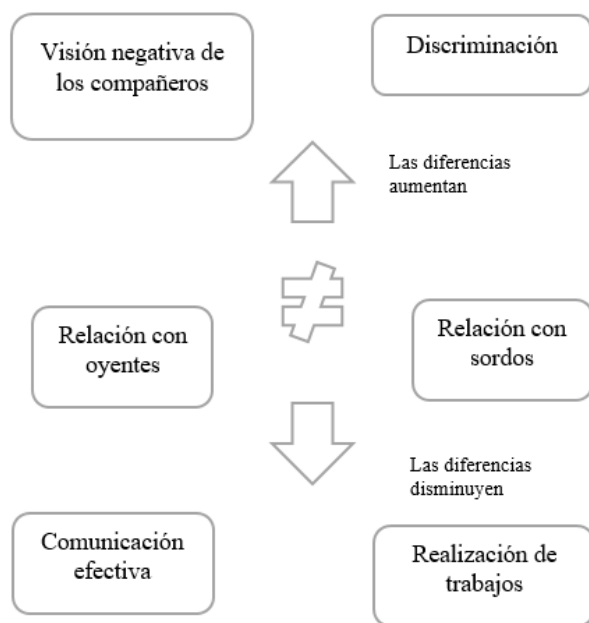 Visión negativa de
los compañeros
Discriminación
Las diferencias
aumentan
≠
Relación con
oyentes
Relación con
sordos
Las diferencias
disminuyen
Comunicación
efectiva
Realización de
trabajos